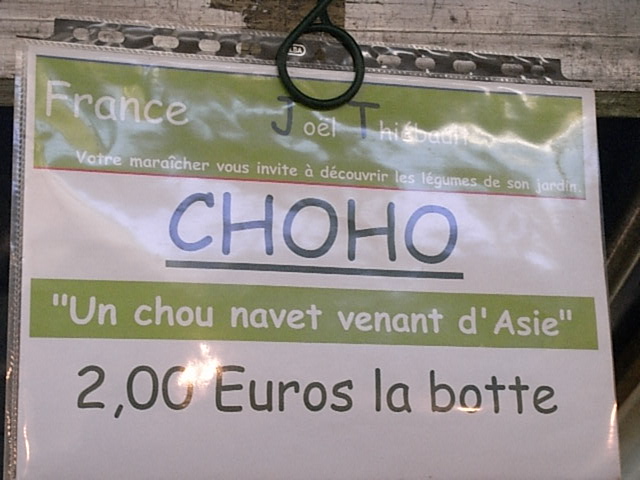 France Joël Thiébault
Votre maraîcher vous invite à découvrir les légumes de son jardin.
CHOHO
"Un chou navet venant d'Asie"
2,00 Euros la botte